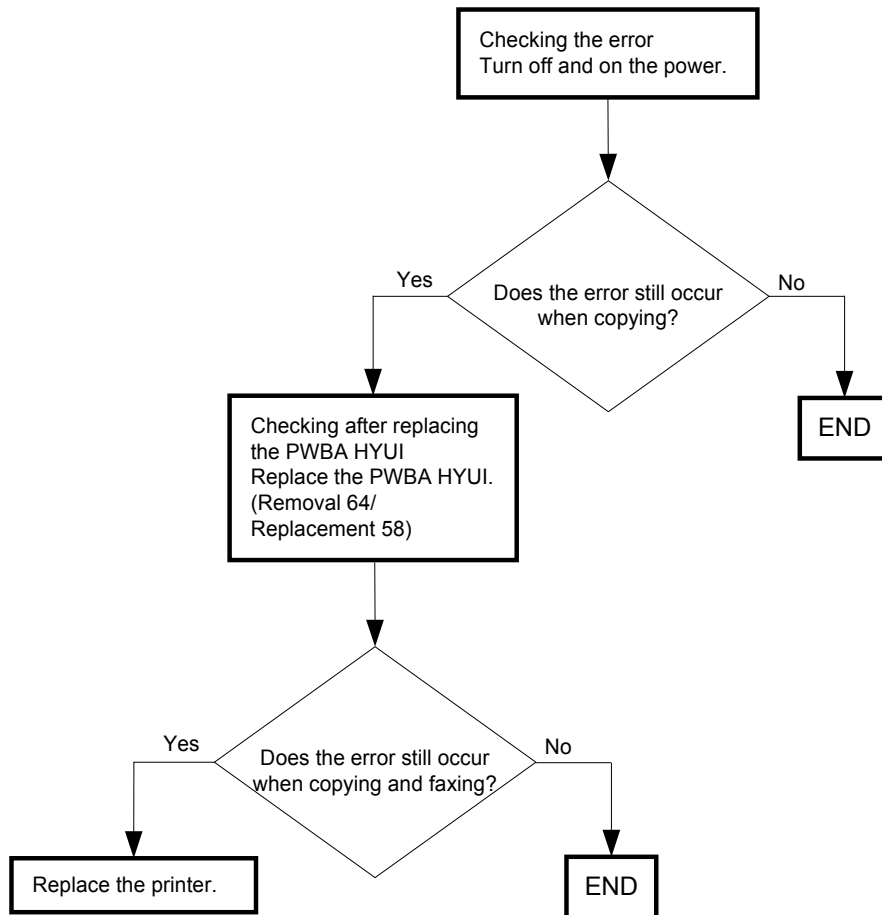 Checking the error
Turn off and on the power.
Yes
No
Does the error still occur
when copying?
END
Checking after replacing
the PWBA HYUI
Replace the PWBA HYUI.
(Removal 64/
Replacement 58)
Yes
No
Does the error still occur
when copying and faxing?
Replace the printer.
END